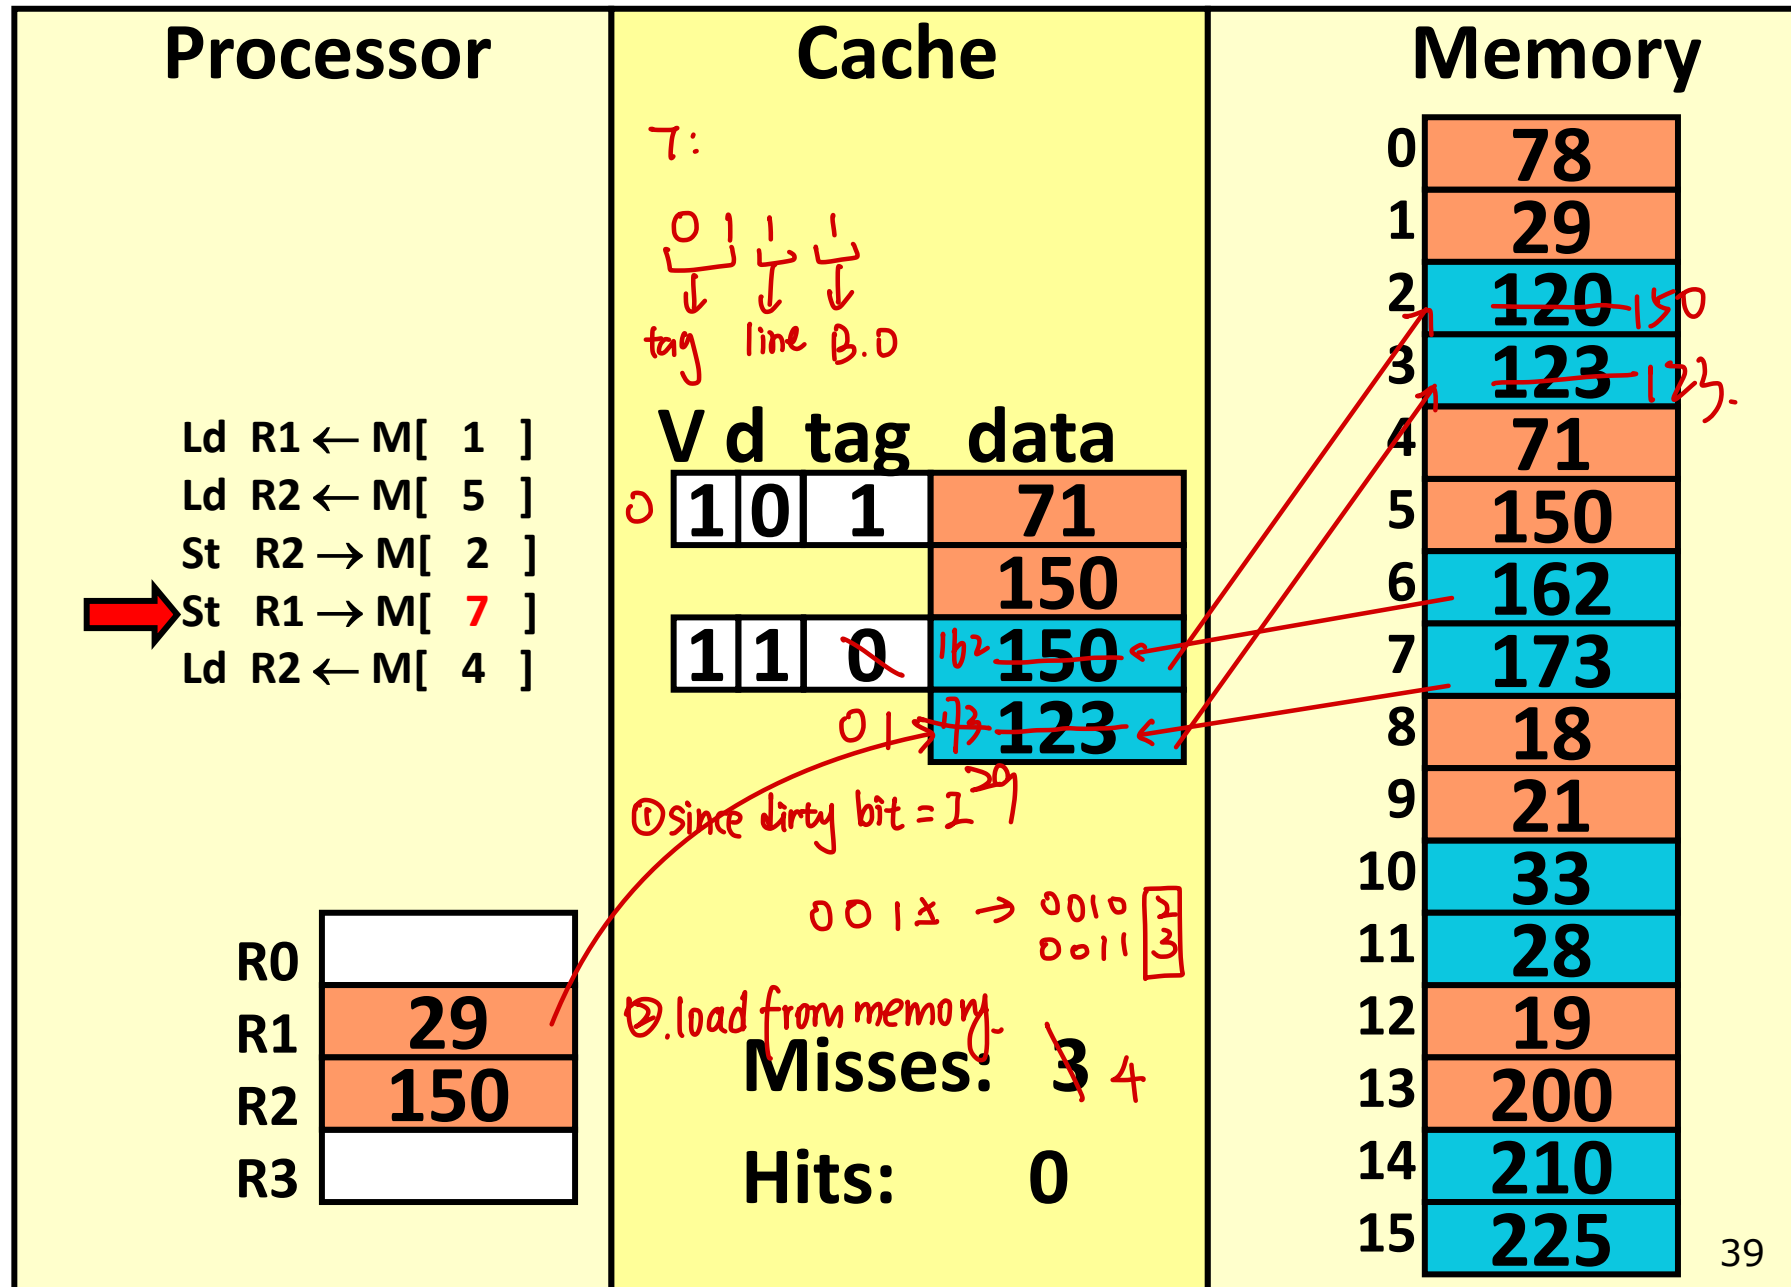 Processor
Cache
Memory
7:
0 1 1 1
tag line B.O
Ld R1 ← M[ 1 ]
Ld R2 ← M[ 5 ]
St R2 → M[ 2 ]
St R1 → M[ 7 ]
Ld R2 ← M[ 4 ]
R0
R1 29
R2 150
R3
V d tag data
0 1 0 1 71
150
1 1 0 162 150
01 173 123
29
①since dirty bit = 1
001x → 0010 2
0011 3
②.load from memory.
Misses: 3 4
Hits: 0
0 78
1 29
2 120 150
3 123 123.
4 71
5 150
6 162
7 173
8 18
9 21
10 33
11 28
12 19
13 200
14 210
15 225
39